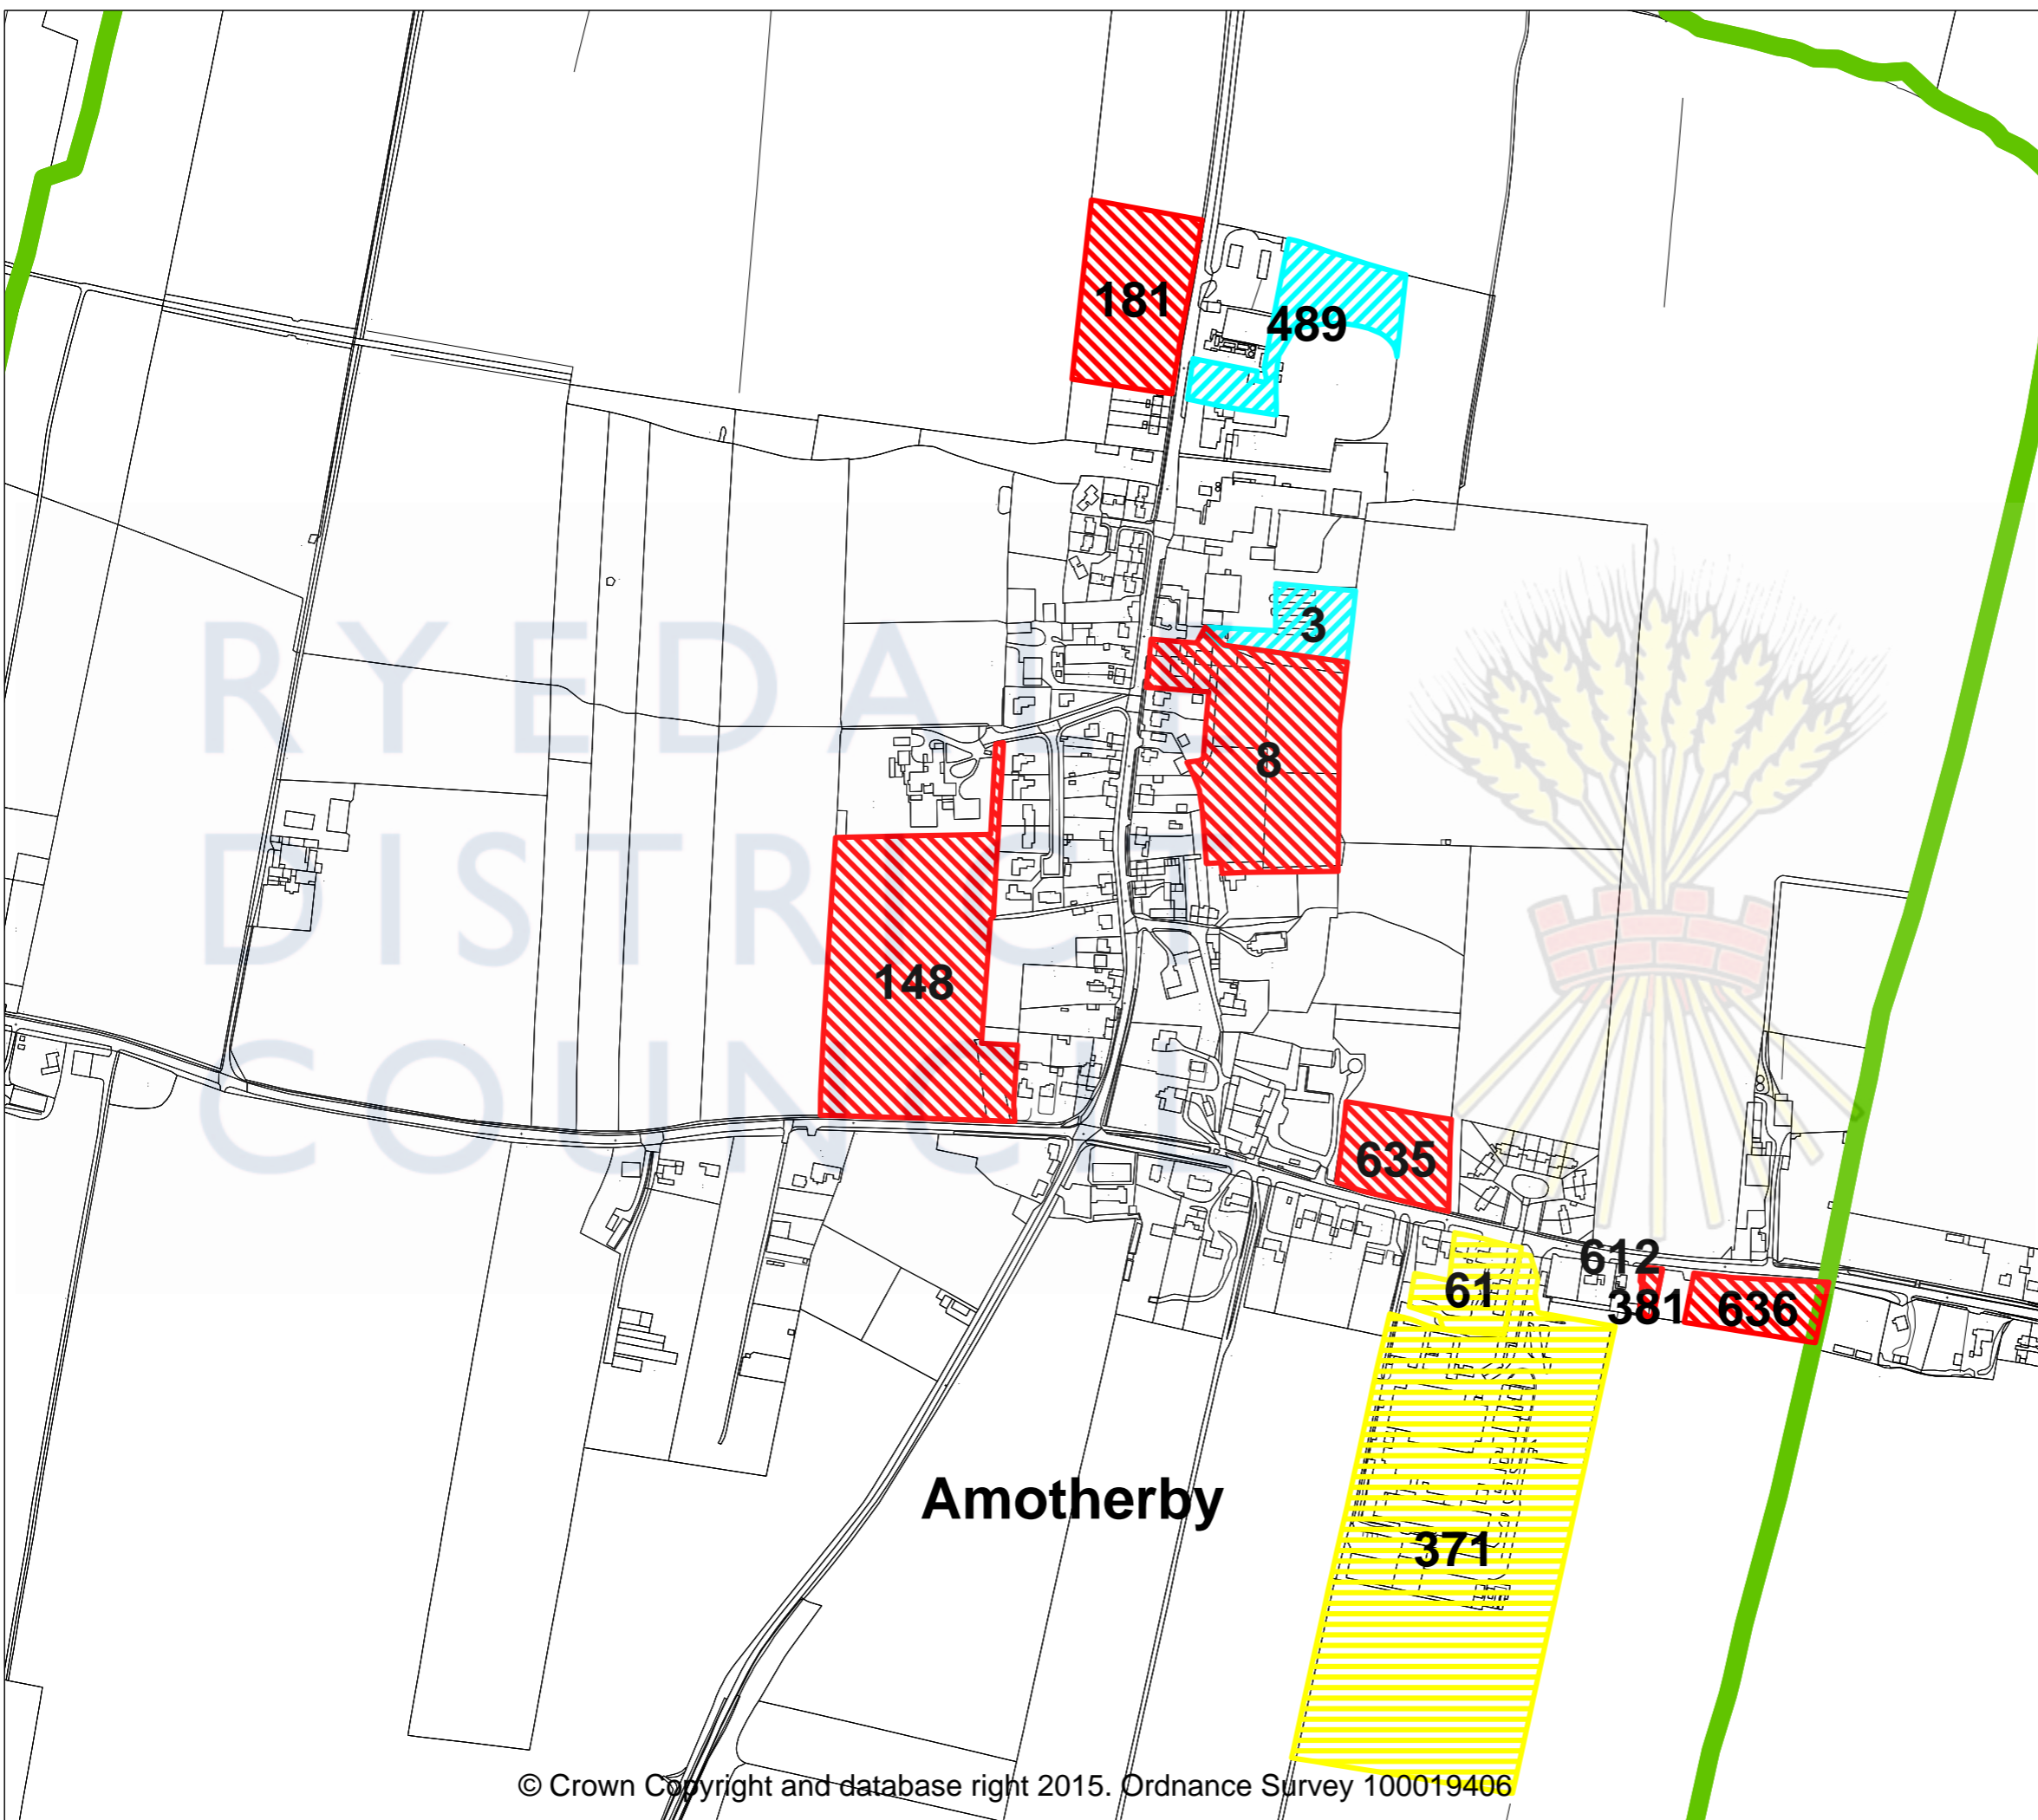 181
489
3
8
148
635
612
61
381
636
Amotherby
371
RYEDALE
DISTRICT
COUNCIL
© Crown Copyright and database right 2015. Ordnance Survey 100019406